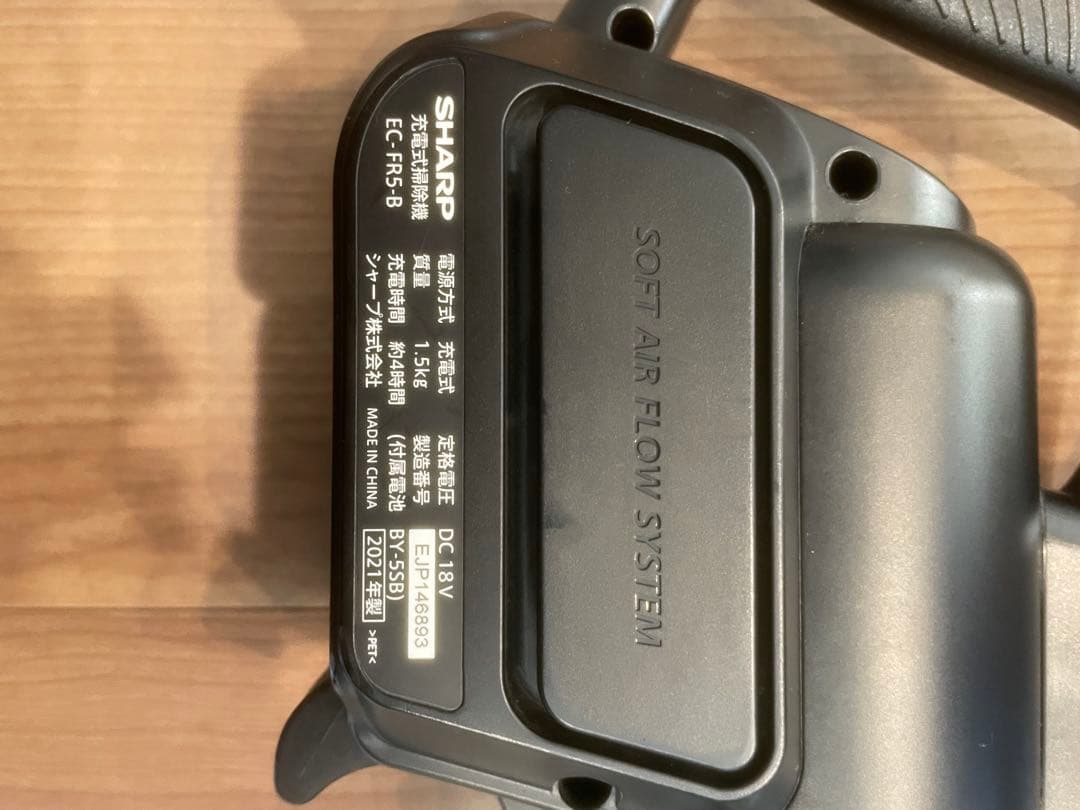 SHARP
充電式掃除機
EC-FR5-B
電源方式 充電式 定格電圧 DC 18V
質量 1.5kg 製造番号 EJP146893
充電時間 約4時間 (付属電池 BY-5SB)
シャープ株式会社 MADE IN CHINA 2021年製 >PET<
SOFT AIR FLOW SYSTEM